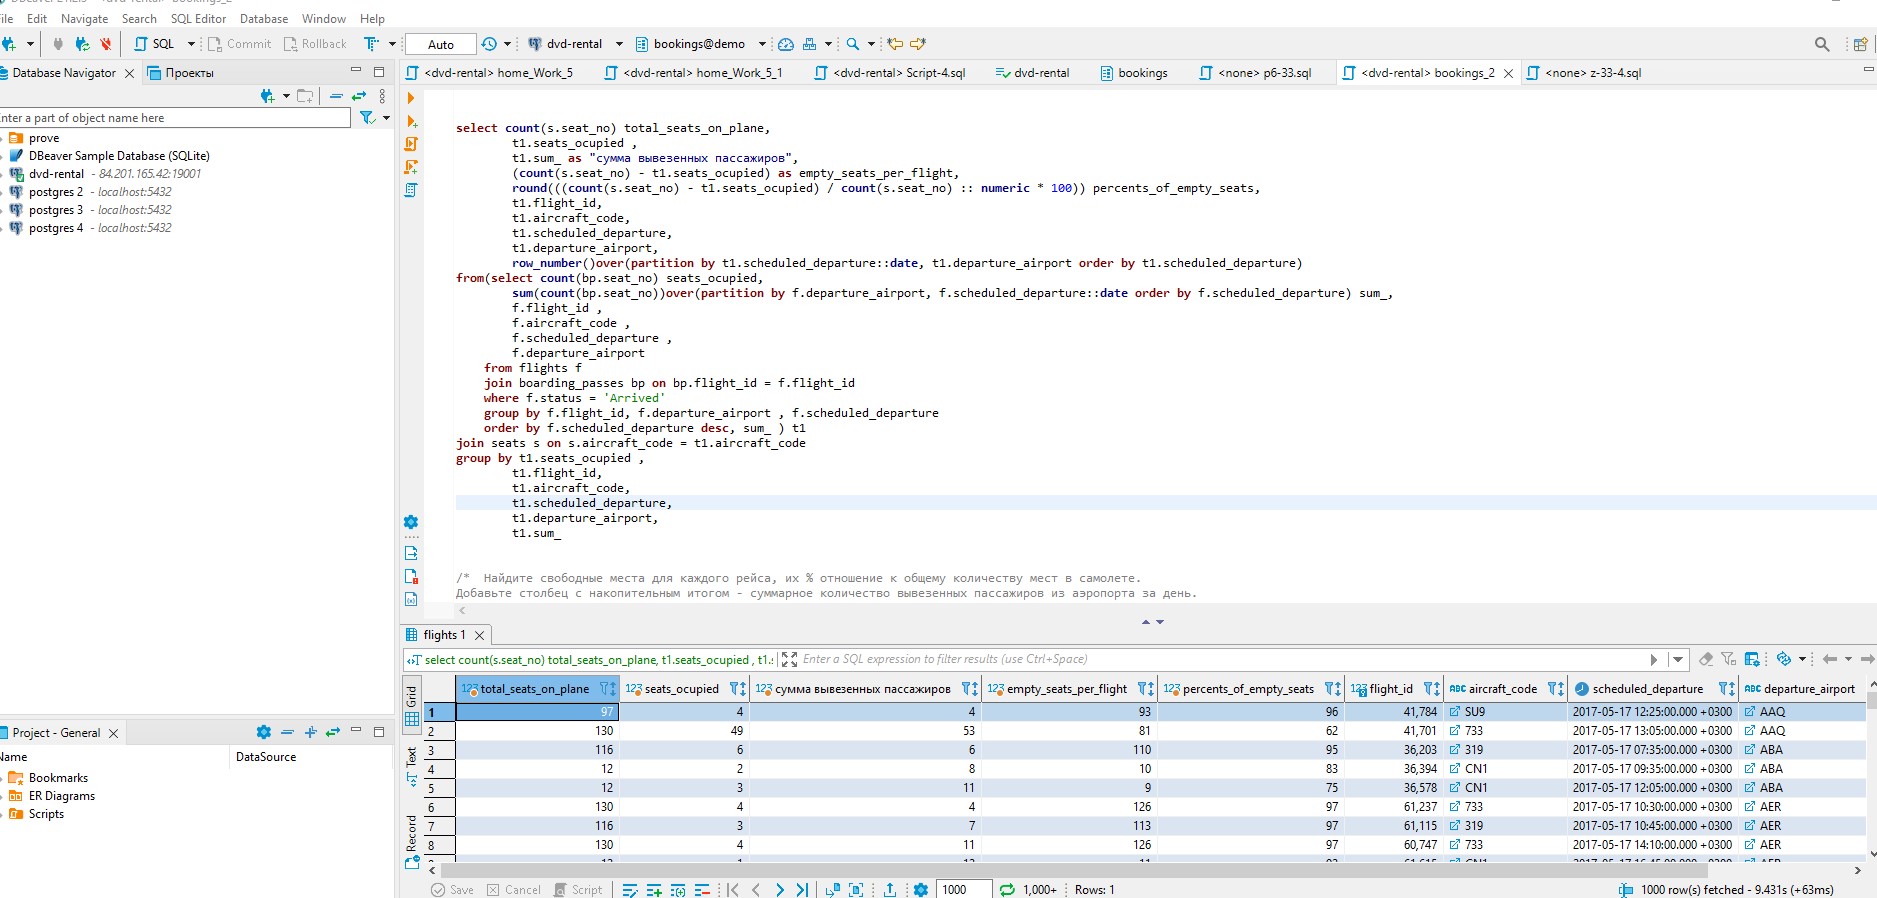 File Edit Navigate Search SQL Editor Database Window Help
SQL Commit Rollback Auto dvd-rental bookings@demo
Database Navigator Проекты
<dvd-rental> home_Work_5 <dvd-rental> home_Work_5_1 <dvd-rental> Script-4.sql dvd-rental bookings <none> p6-33.sql <dvd-rental> bookings_2 <none> z-33-4.sql
Enter a part of object name here
prove
DBeaver Sample Database (SQLite)
dvd-rental - 84.201.165.42:19001
postgres 2 - localhost:5432
postgres 3 - localhost:5432
postgres 4 - localhost:5432
select count(s.seat_no) total_seats_on_plane,
t1.seats_ocupied ,
t1.sum_ as "сумма вывезенных пассажиров",
(count(s.seat_no) - t1.seats_ocupied) as empty_seats_per_flight,
round(((count(s.seat_no) - t1.seats_ocupied) / count(s.seat_no) :: numeric * 100)) percents_of_empty_seats,
t1.flight_id,
t1.aircraft_code,
t1.scheduled_departure,
t1.departure_airport,
row_number()over(partition by t1.scheduled_departure::date, t1.departure_airport order by t1.scheduled_departure)
from(select count(bp.seat_no) seats_ocupied,
sum(count(bp.seat_no))over(partition by f.departure_airport, f.scheduled_departure::date order by f.scheduled_departure) sum_,
f.flight_id ,
f.aircraft_code ,
f.scheduled_departure ,
f.departure_airport
from flights f
join boarding_passes bp on bp.flight_id = f.flight_id
where f.status = 'Arrived'
group by f.flight_id, f.departure_airport , f.scheduled_departure
order by f.scheduled_departure desc, sum_ ) t1
join seats s on s.aircraft_code = t1.aircraft_code
group by t1.seats_ocupied ,
t1.flight_id,
t1.aircraft_code,
t1.scheduled_departure,
t1.departure_airport,
t1.sum_
/* Найдите свободные места для каждого рейса, их % отношение к общему количеству мест в самолете.
Добавьте столбец с накопительным итогом - суммарное количество вывезенных пассажиров из аэропорта за день.
flights 1
select count(s.seat_no) total_seats_on_plane, t1.seats_ocupied , t1.s Enter a SQL expression to filter results (use Ctrl+Space)
Grid
Text
Record
total_seats_on_plane seats_ocupied сумма вывезенных пассажиров empty_seats_per_flight percents_of_empty_seats flight_id aircraft_code scheduled_departure departure_airport
1 97 4 4 93 96 41,784 SU9 2017-05-17 12:25:00.000 +0300 AAQ
2 130 49 53 81 62 41,701 733 2017-05-17 13:05:00.000 +0300 AAQ
3 116 6 6 110 95 36,203 319 2017-05-17 07:35:00.000 +0300 ABA
4 12 2 8 10 83 36,394 CN1 2017-05-17 09:35:00.000 +0300 ABA
5 12 3 11 9 75 36,578 CN1 2017-05-17 12:05:00.000 +0300 ABA
6 130 4 4 126 97 61,237 733 2017-05-17 10:30:00.000 +0300 AER
7 116 3 7 113 97 61,115 319 2017-05-17 10:45:00.000 +0300 AER
8 130 4 11 126 97 60,747 733 2017-05-17 14:10:00.000 +0300 AER
Save Cancel Script 1000 1,000+ Rows: 1 1000 row(s) fetched - 9.431s (+63ms)
Project - General
Name DataSource
Bookmarks
ER Diagrams
Scripts